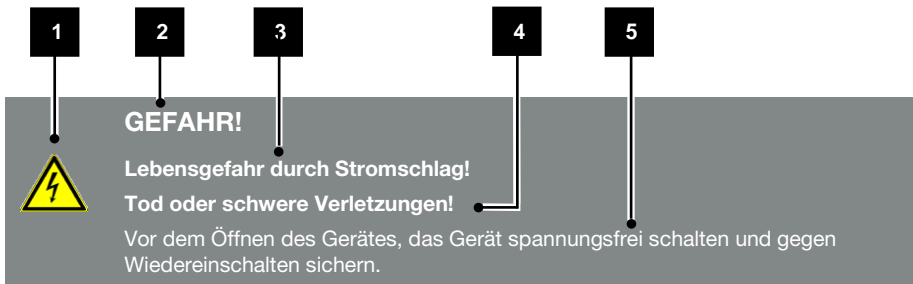 1 2 3 4 5
GEFAHR!
Lebensgefahr durch Stromschlag!
Tod oder schwere Verletzungen!
Vor dem Öffnen des Gerätes, das Gerät spannungsfrei schalten und gegen
Wiedereinschalten sichern.